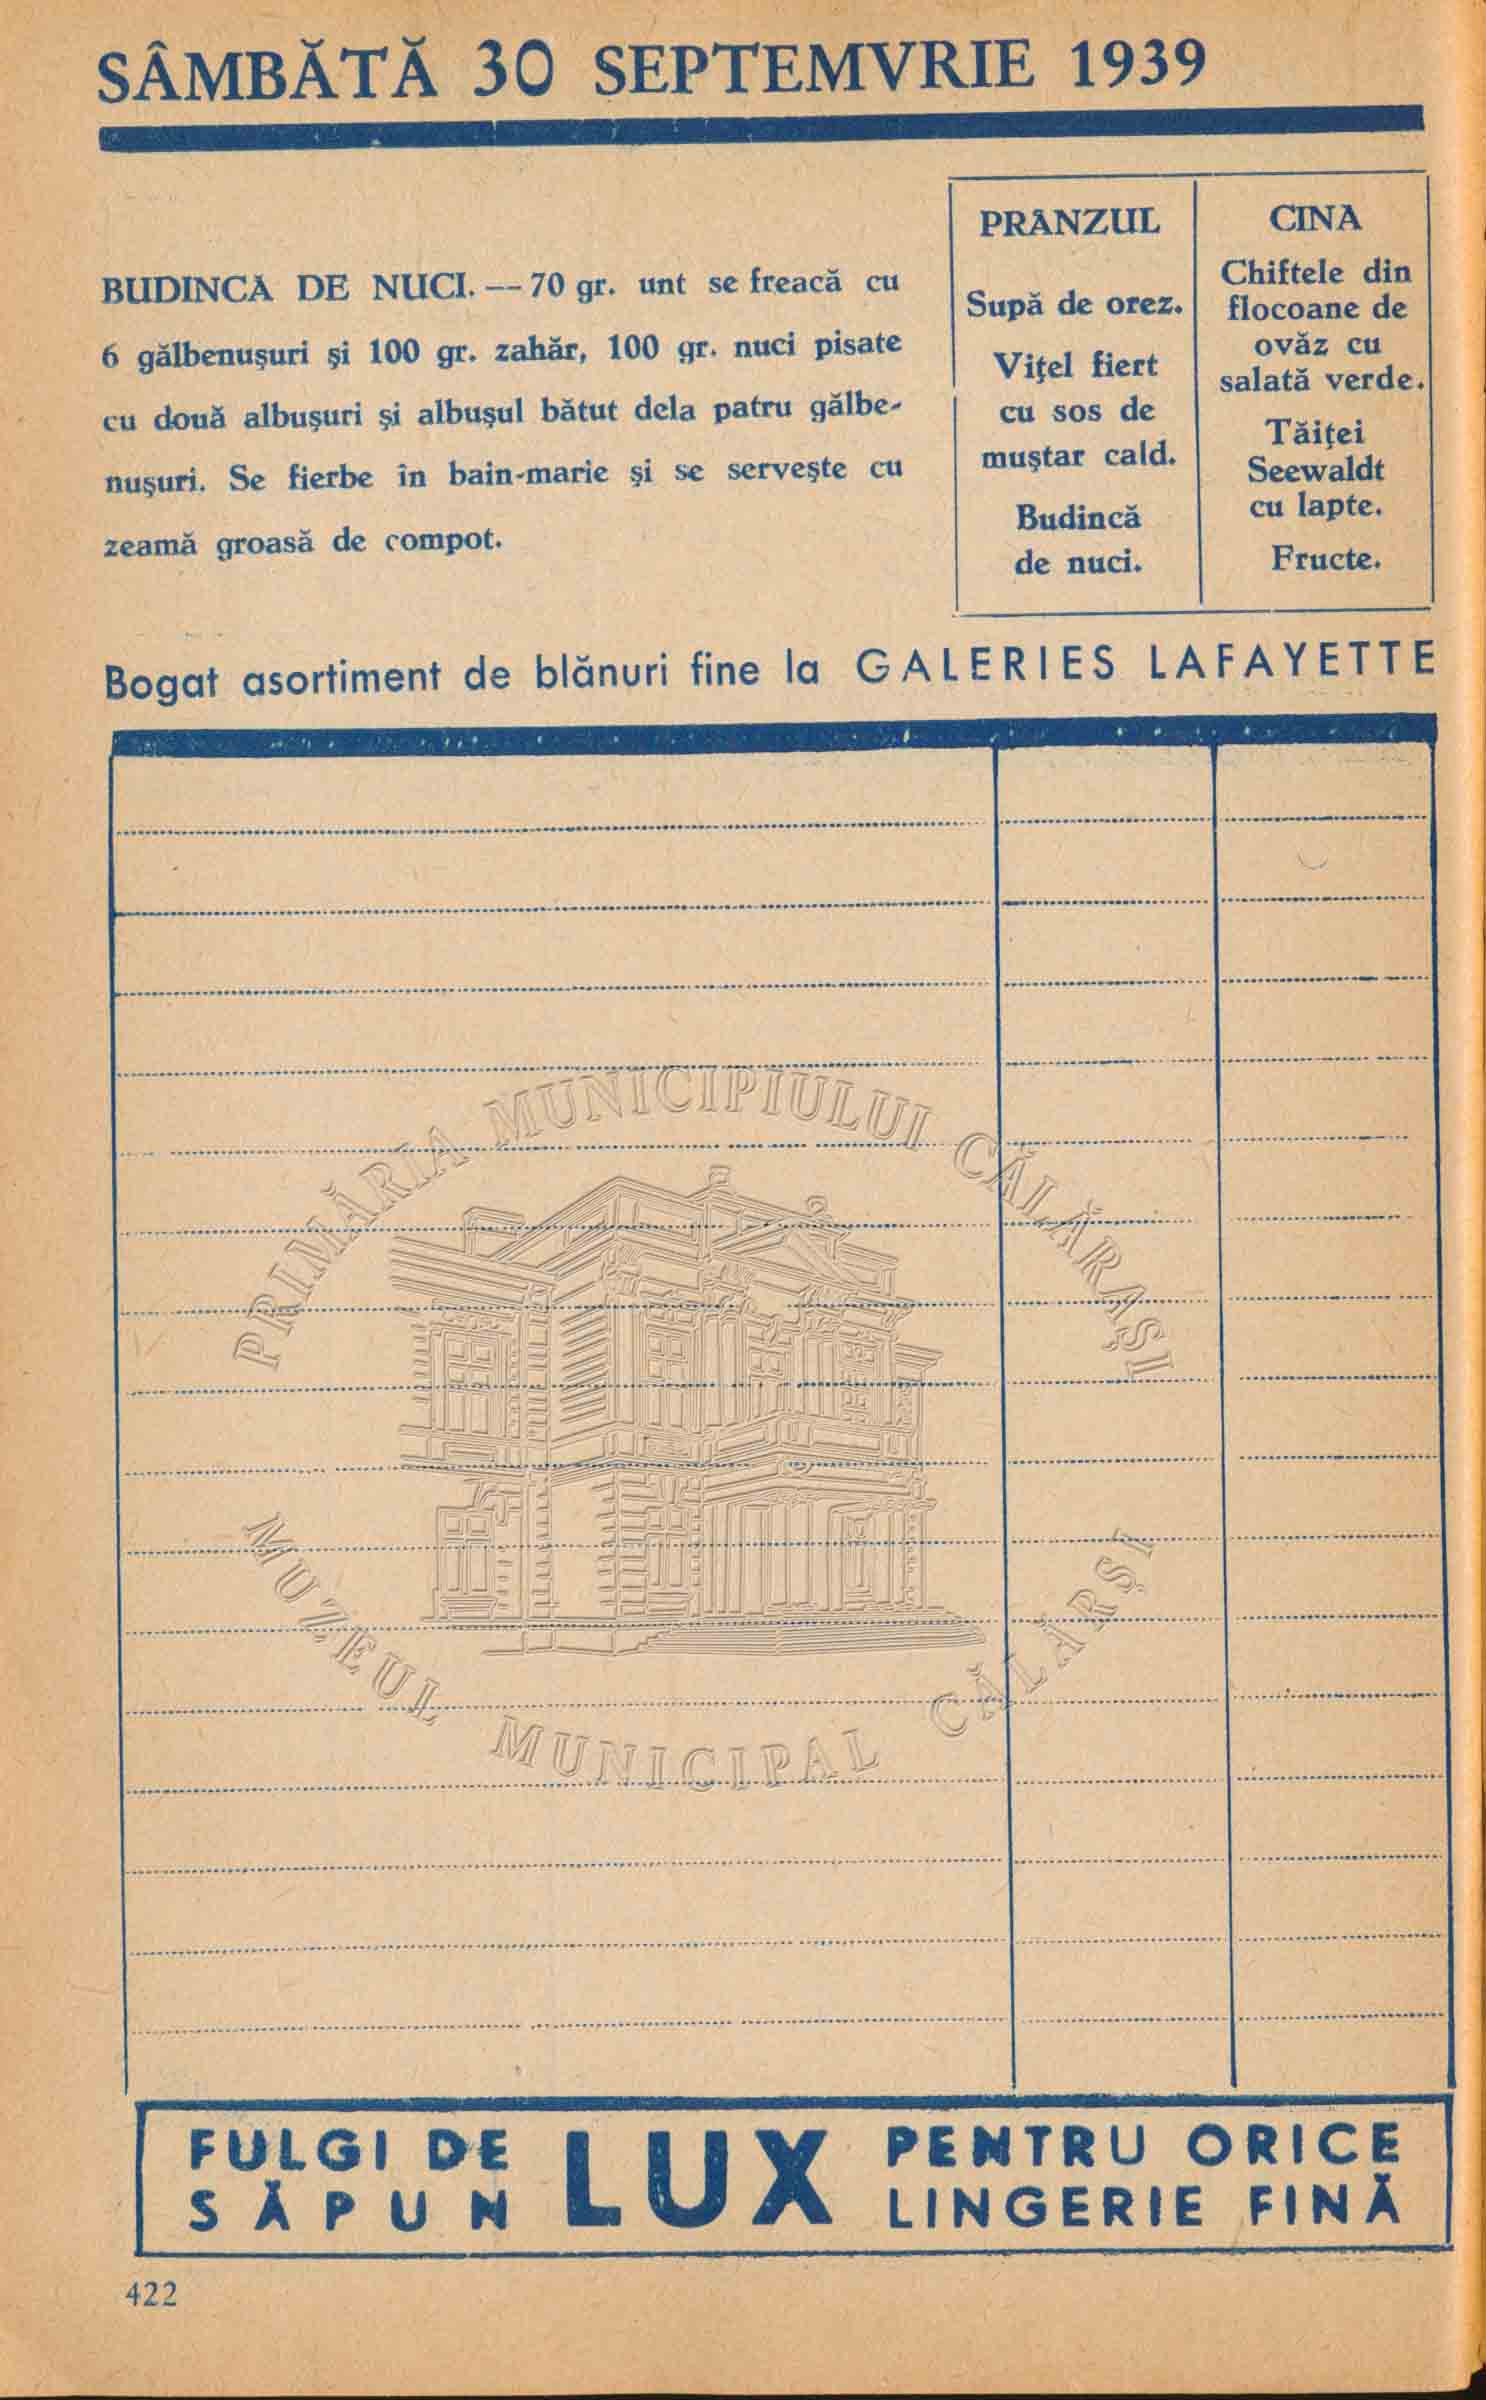 SÂMBĂTĂ 30 SEPTEMVRIE 1939
BUDINCA DE NUCI. — 70 gr. unt se freacă cu
6 gălbenuşuri şi 100 gr. zahăr, 100 gr. nuci pisate
cu două albuşuri şi albuşul bătut dela patru gălbe-
nuşuri. Se fierbe în bain-marie şi se serveşte cu
zeamă groasă de compot.
PRANZUL
Supă de orez.
Viţel fiert
cu sos de
muştar cald.
Budincă
de nuci.
CINA
Chiftele din
flocoane de
ovăz cu
salată verde.
Tăiţei
Seewaldt
cu lapte.
Fructe.
Bogat asortiment de blănuri fine la GALERIES LAFAYETTE
PRIMĂRIA MUNICIPIULUI CĂLĂRAŞI
MUZEUL MUNICIPAL CĂLĂRŞI
FULGI DE
SĂPUN
LUX
PENTRU ORICE
LINGERIE FINĂ
422